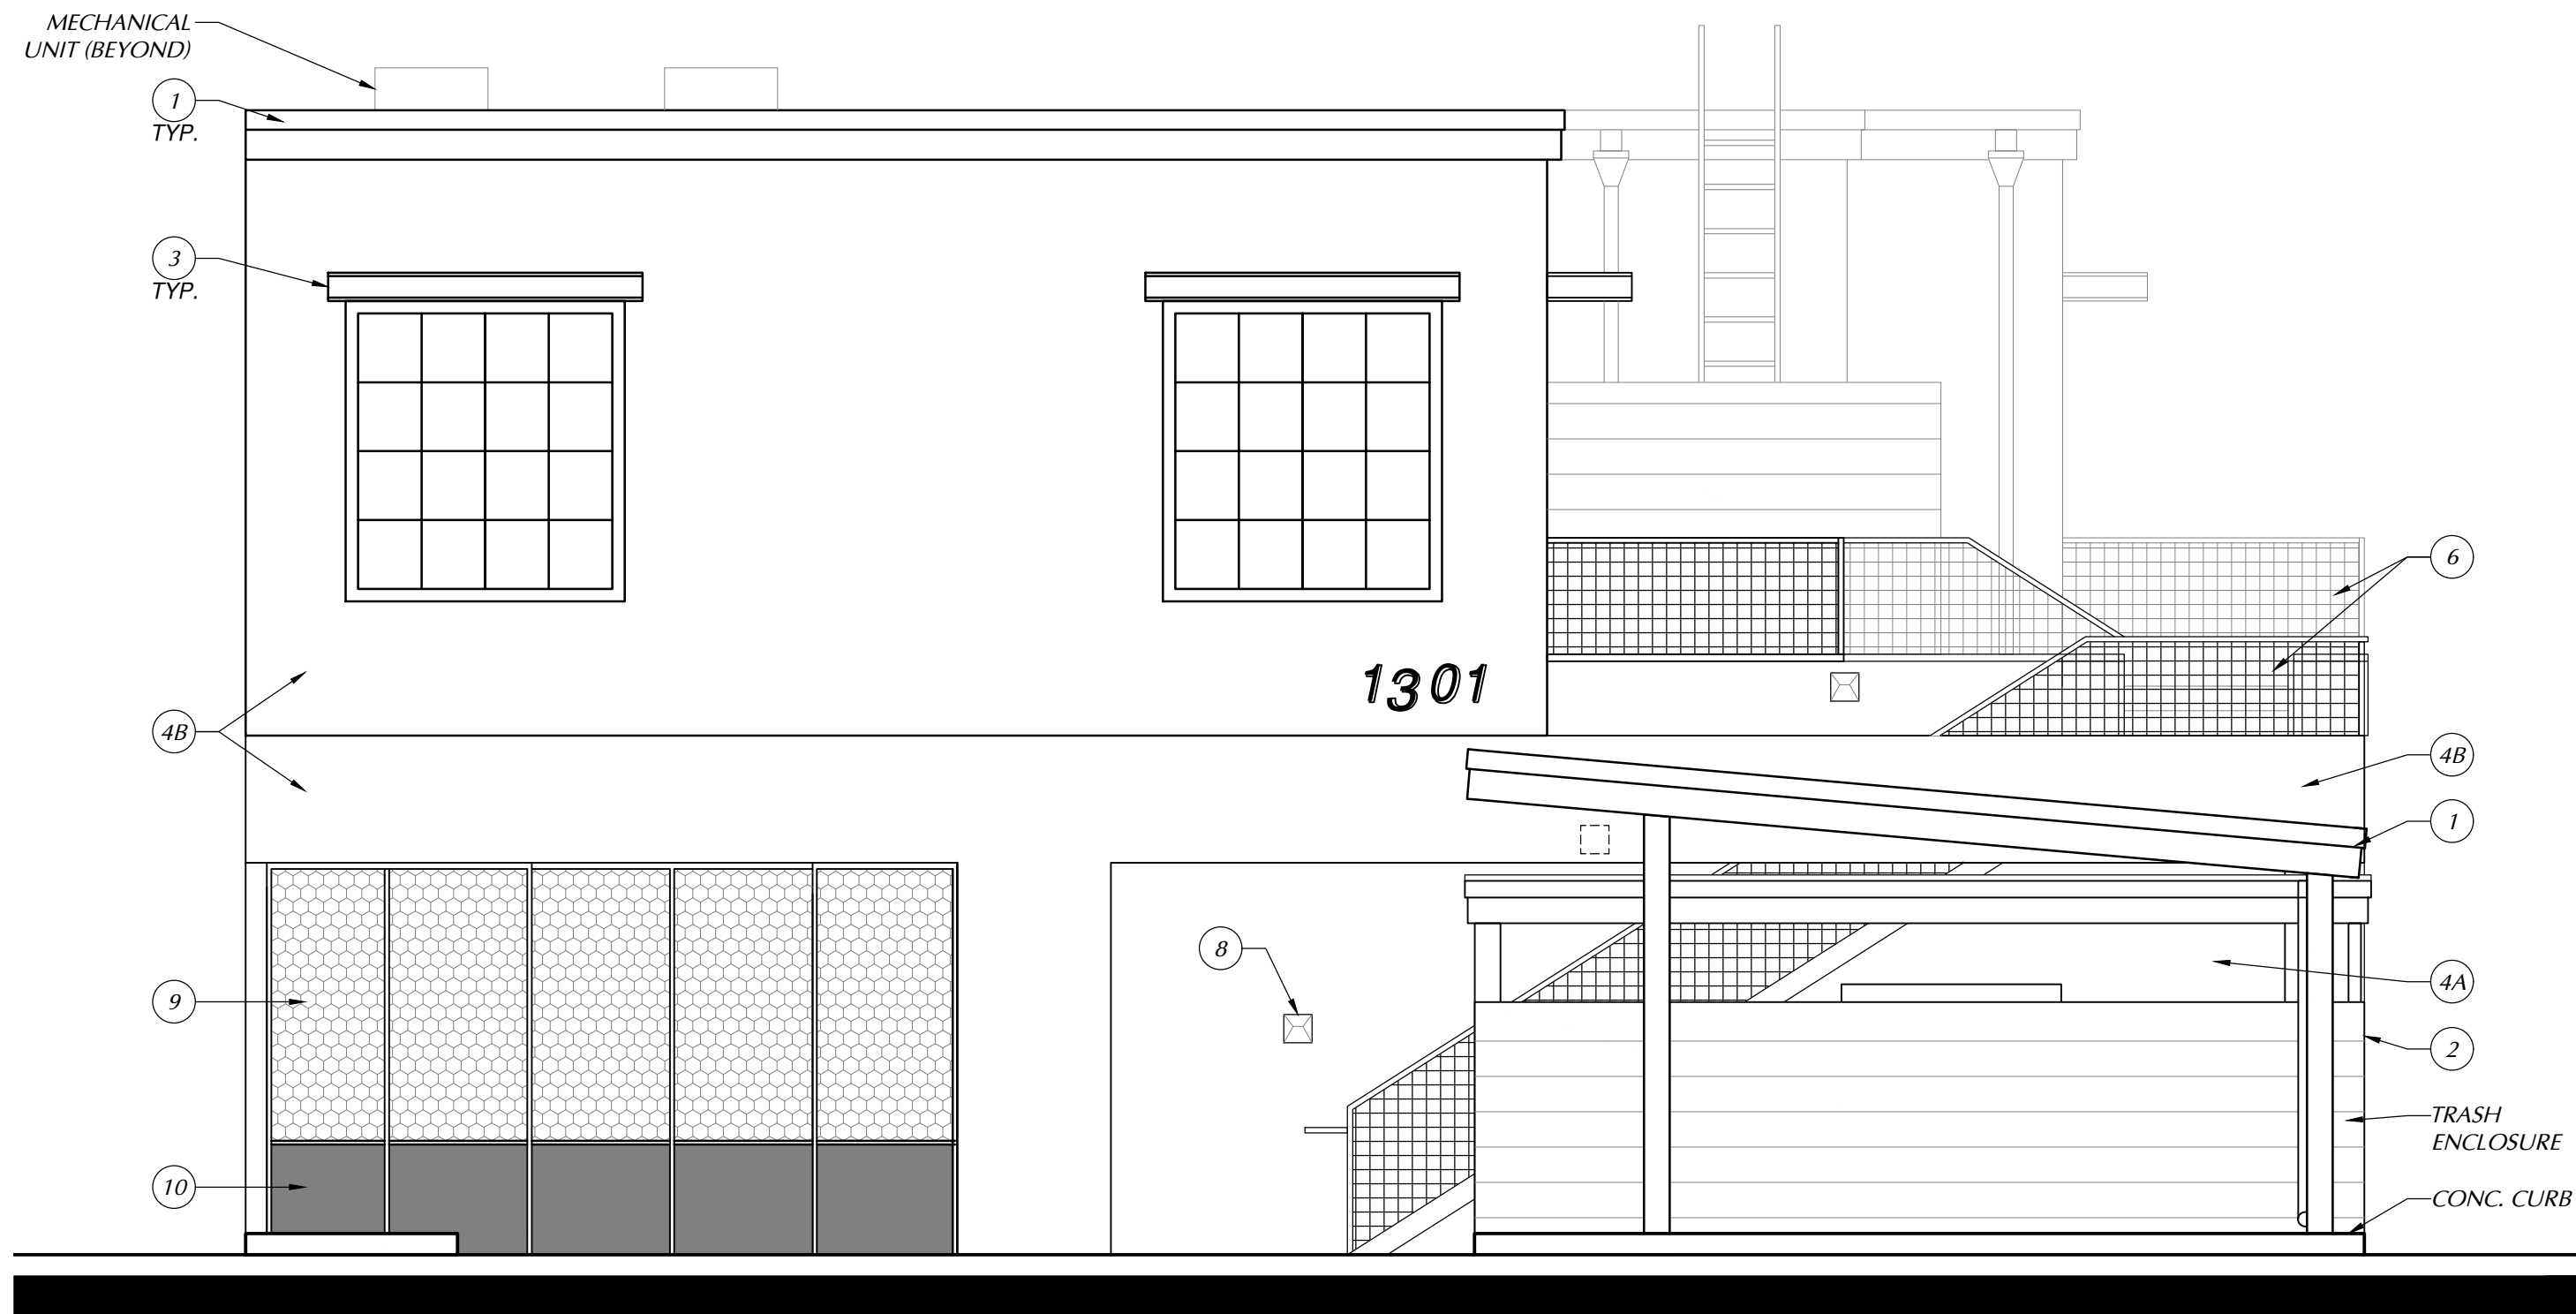 MECHANICAL
UNIT (BEYOND)
1
TYP.
3
TYP.
6
1301
4B
4B
1
8
4A
9
2
TRASH
ENCLOSURE
10
CONC. CURB